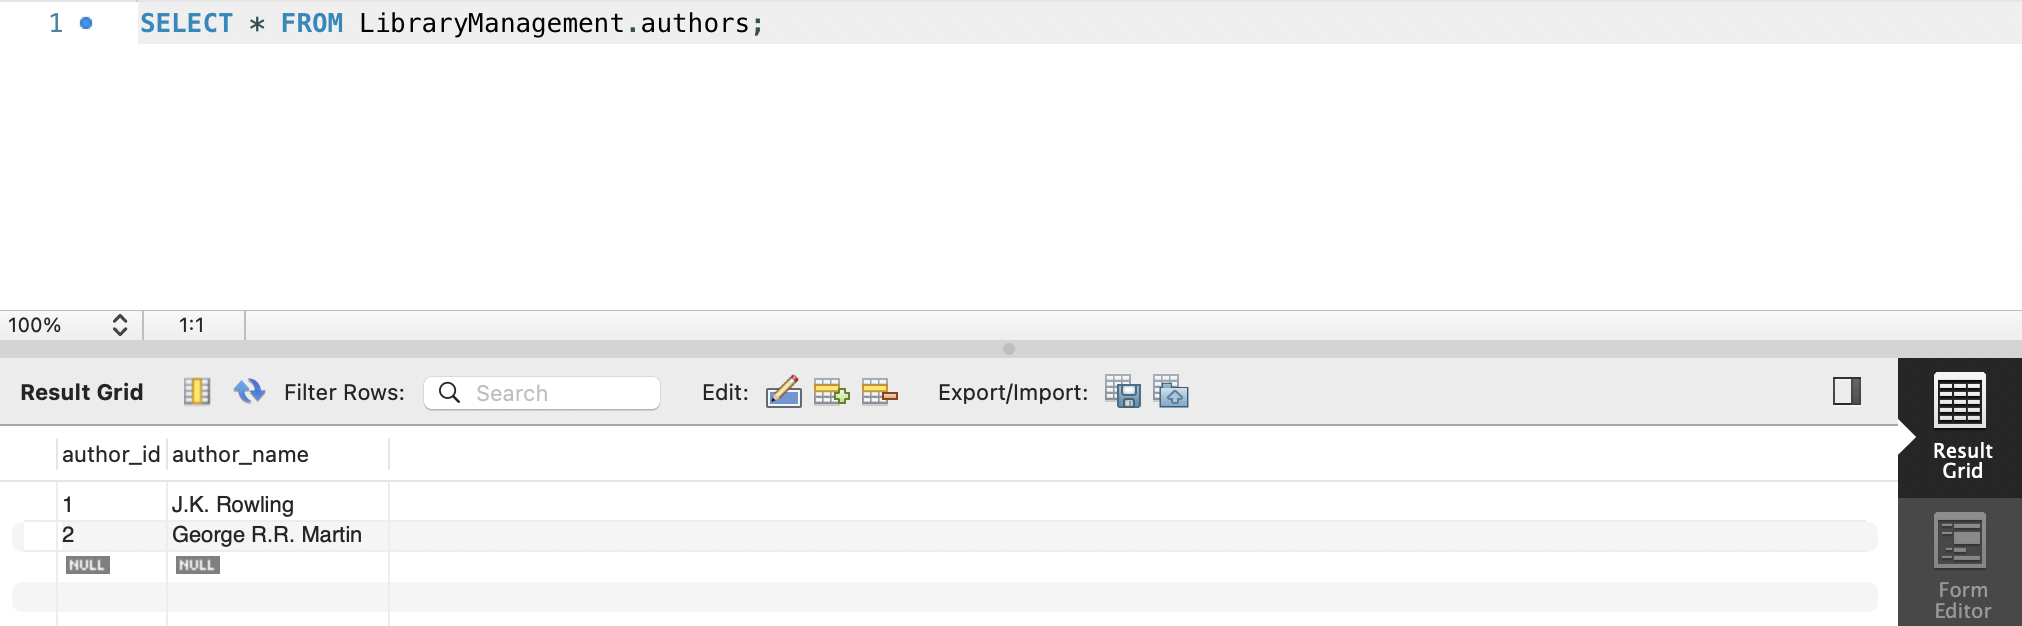 1 SELECT * FROM LibraryManagement.authors;
100% 1:1
Result Grid Filter Rows: Search Edit: Export/Import:
author_id author_name
1 J.K. Rowling
2 George R.R. Martin
NULL NULL
Result
Grid
Form
Editor